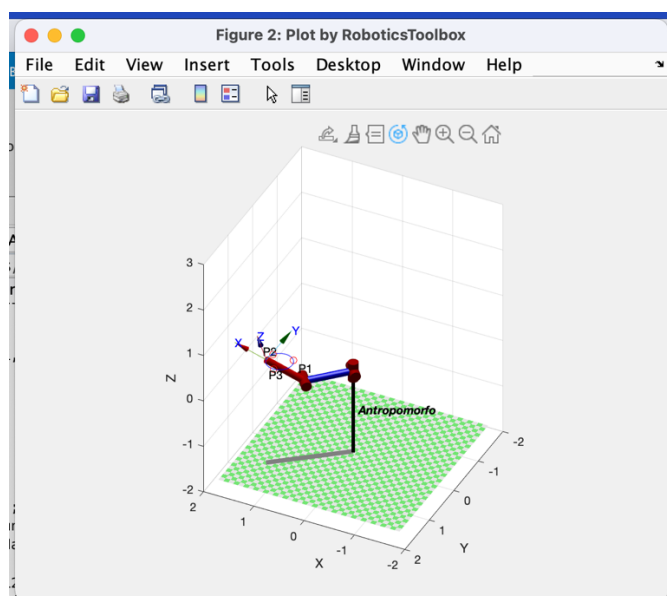 Figure 2: Plot by RoboticsToolbox
File Edit View Insert Tools Desktop Window Help
3
2
1
0
-1
-2
Z
X
Z
Y
P2
P3
P1
Antropomorfo
2
1
0
-1
-2
X
2
1
0
-1
-2
Y